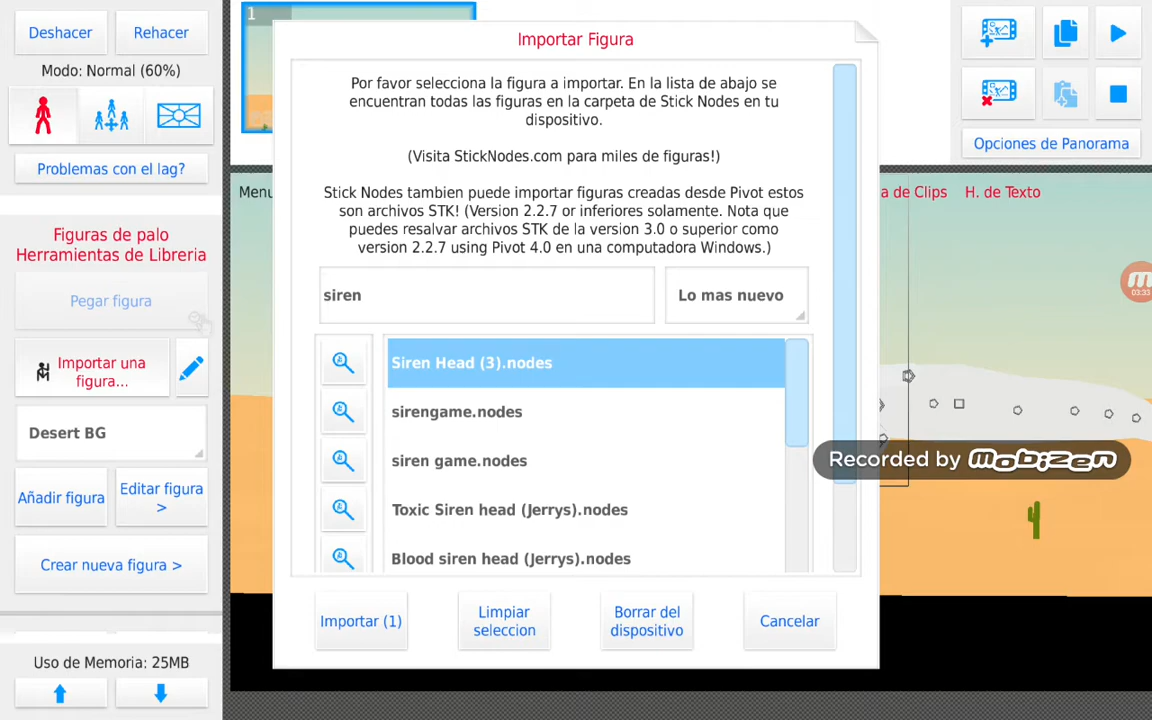 Deshacer
Rehacer
Modo: Normal (60%)
Problemas con el lag?
Figuras de palo
Herramientas de Libreria
Pegar figura
Importar una
figura...
Desert BG
Añadir figura
Editar figura
>
Crear nueva figura >
Uso de Memoria: 25MB
1
Menu
Importar Figura
Por favor selecciona la figura a importar. En la lista de abajo se
encuentran todas las figuras en la carpeta de Stick Nodes en tu
dispositivo.
(Visita StickNodes.com para miles de figuras!)
Stick Nodes tambien puede importar figuras creadas desde Pivot estos
son archivos STK! (Version 2.2.7 or inferiores solamente. Nota que
puedes resalvar archivos STK de la version 3.0 o superior como
version 2.2.7 using Pivot 4.0 en una computadora Windows.)
siren
Lo mas nuevo
Siren Head (3).nodes
sirengame.nodes
siren game.nodes
Toxic Siren head (Jerrys).nodes
Blood siren head (Jerrys).nodes
Importar (1)
Limpiar
seleccion
Borrar del
dispositivo
Cancelar
Opciones de Panorama
a de Clips
H. de Texto
03:33
Recorded by mobizen